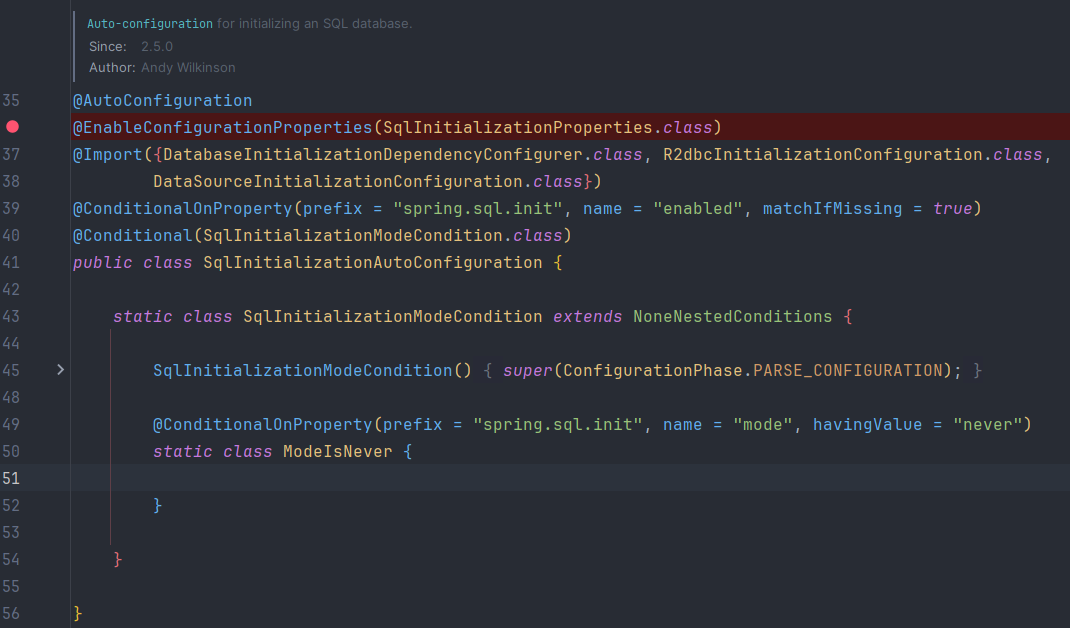 Auto-configuration for initializing an SQL database.
Since: 2.5.0
Author: Andy Wilkinson
35 @AutoConfiguration
@EnableConfigurationProperties(SqlInitializationProperties.class)
37 @Import({DatabaseInitializationDependencyConfigurer.class, R2dbcInitializationConfiguration.class,
38 DataSourceInitializationConfiguration.class})
39 @ConditionalOnProperty(prefix = "spring.sql.init", name = "enabled", matchIfMissing = true)
40 @Conditional(SqlInitializationModeCondition.class)
41 public class SqlInitializationAutoConfiguration {
42
43 static class SqlInitializationModeCondition extends NoneNestedConditions {
44
45 SqlInitializationModeCondition() { super(ConfigurationPhase.PARSE_CONFIGURATION); }
48
49 @ConditionalOnProperty(prefix = "spring.sql.init", name = "mode", havingValue = "never")
50 static class ModeIsNever {
51
52 }
53
54 }
55
56 }